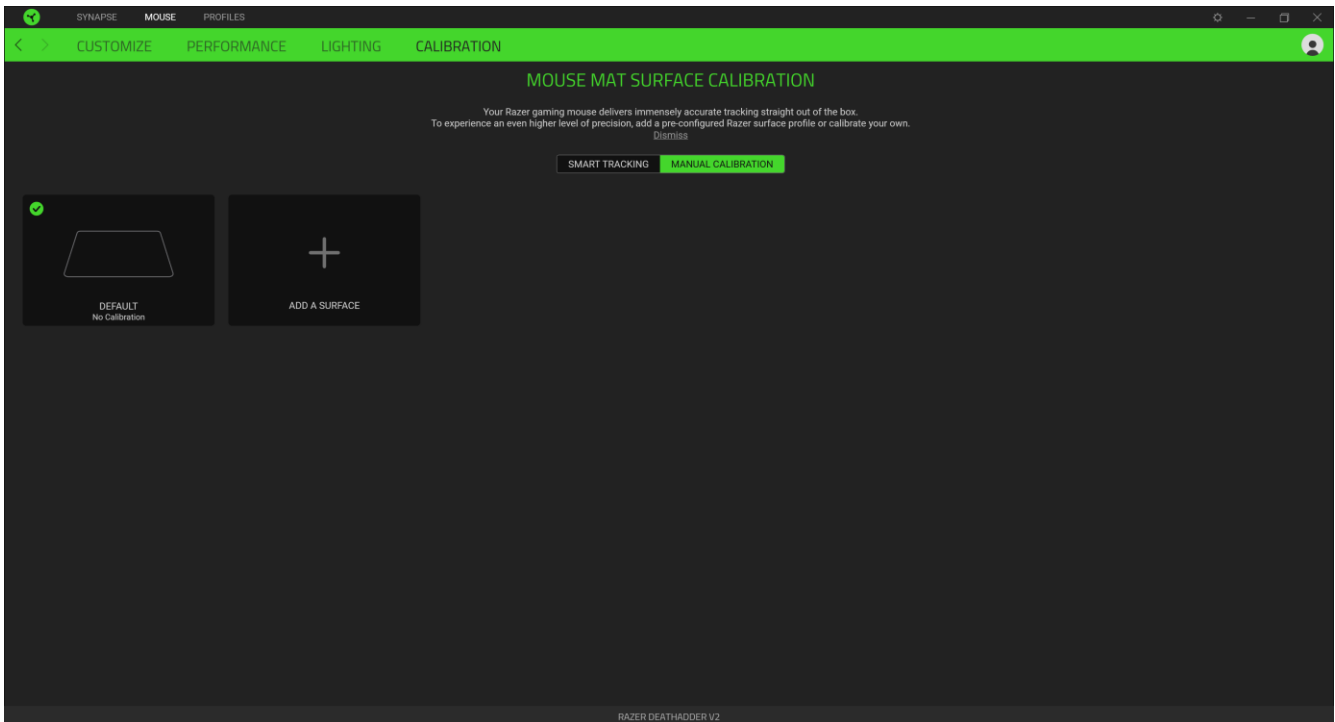 SYNAPSE MOUSE PROFILES
CUSTOMIZE PERFORMANCE LIGHTING CALIBRATION
MOUSE MAT SURFACE CALIBRATION
Your Razer gaming mouse delivers immensely accurate tracking straight out of the box.
To experience an even higher level of precision, add a pre-configured Razer surface profile or calibrate your own.
Dismiss
SMART TRACKING MANUAL CALIBRATION
DEFAULT
No Calibration
ADD A SURFACE
RAZER DEATHADDER V2